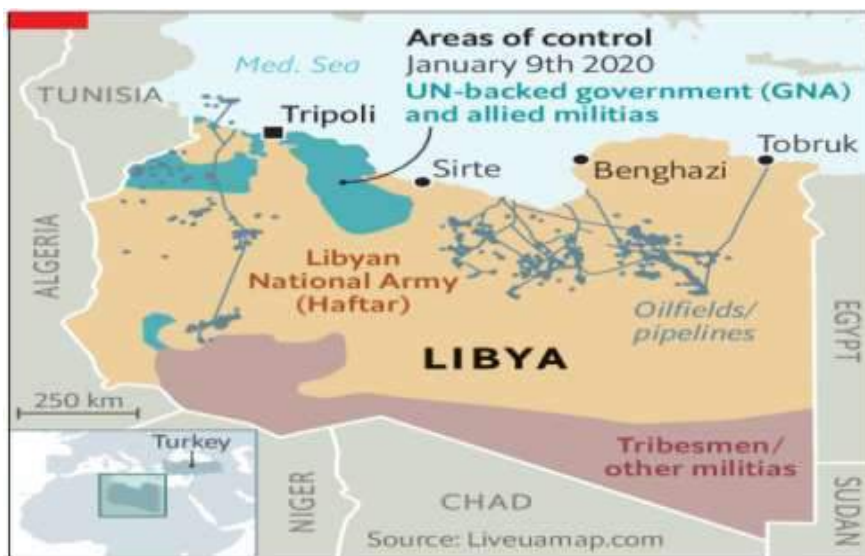 Areas of control
January 9th 2020
UN-backed government (GNA)
and allied militias
Med. Sea
TUNISIA
Tripoli
Sirte
Benghazi
Tobruk
ALGERIA
Libyan
National Army
(Haftar)
Oilfields/
pipelines
EGYPT
LIBYA
250 km
Tribesmen/
other militias
Turkey
NIGER
CHAD
SUDAN
Source: Liveuamap.com